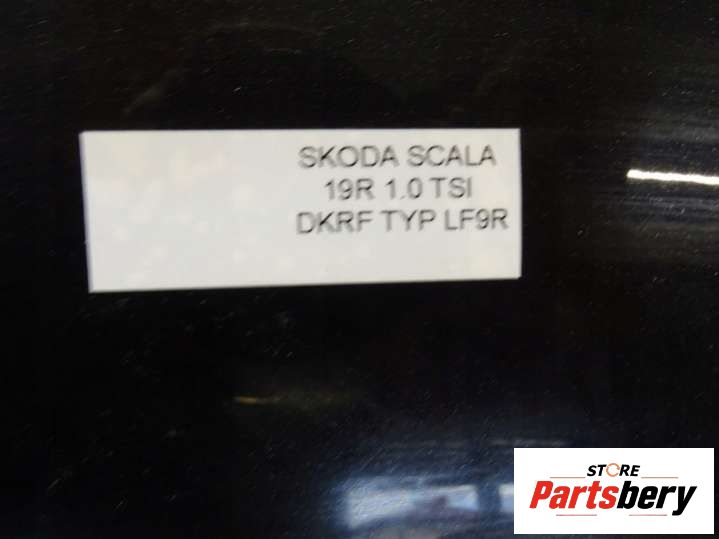 SKODA SCALA
19R 1.0 TSI
DKRF TYP LF9R
STORE
Partsbery